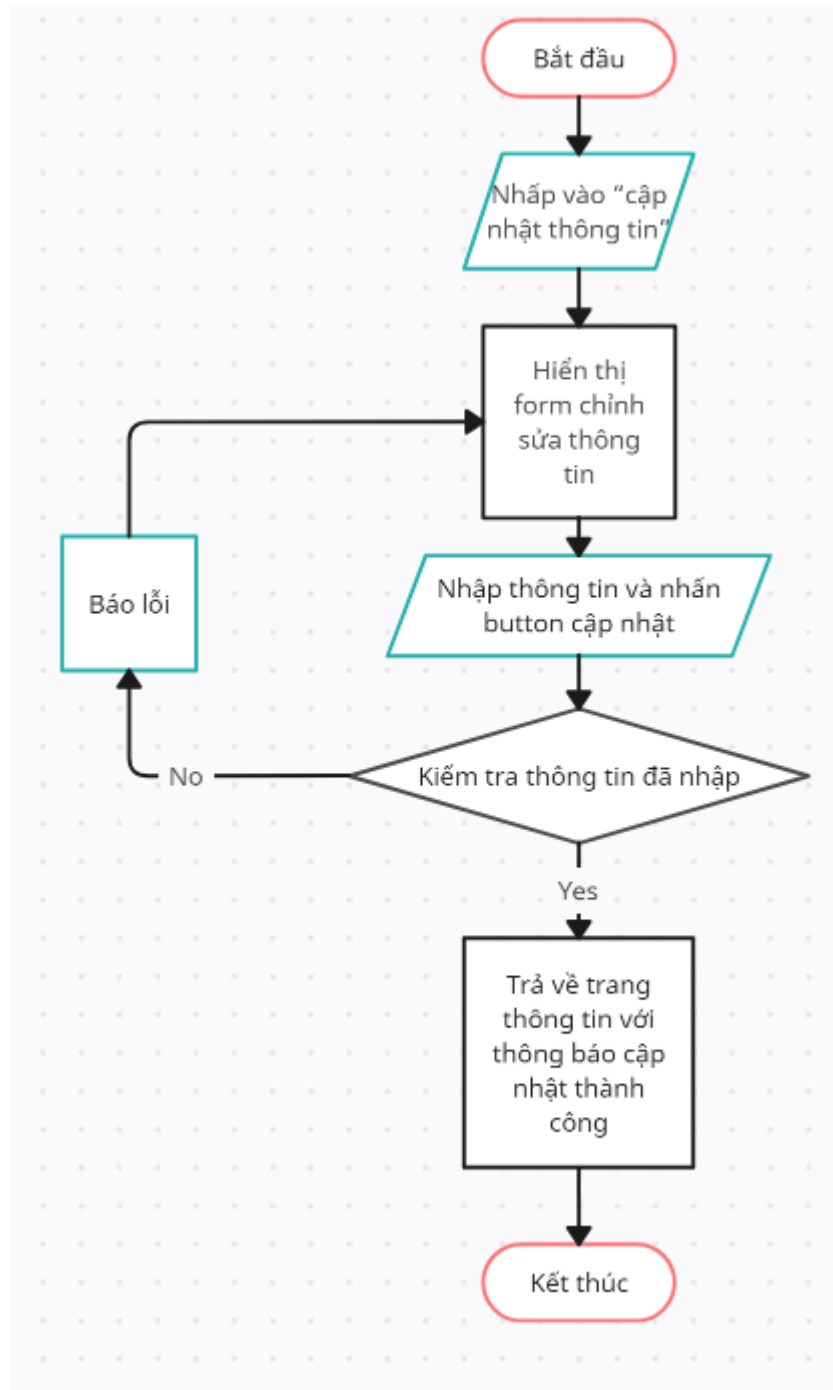 Bắt đầu
Nhấp vào “cập
nhật thông tin”
Hiển thị
form chỉnh
sửa thông
tin
Báo lỗi
Nhập thông tin và nhấn
button cập nhật
Kiểm tra thông tin đã nhập
No
Yes
Trả về trang
thông tin với
thông báo cập
nhật thành
công
Kết thúc